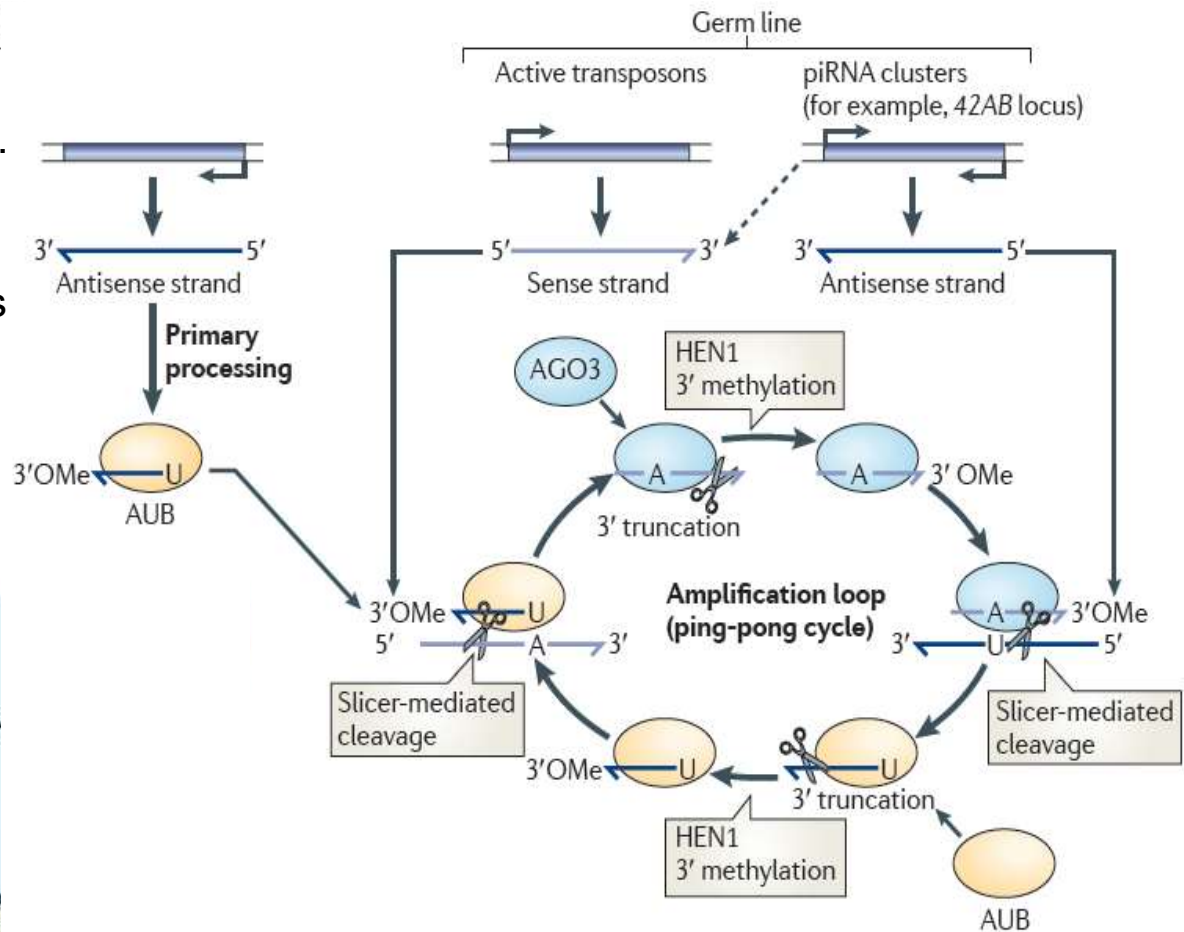 Germ line
Active transposons
piRNA clusters
(for example, 42AB locus)
3′
5′
Antisense strand
5′
3′
Sense strand
3′
5′
Antisense strand
Primary
processing
3′OMe
U
AUB
AGO3
HEN1
3′ methylation
A
3′ truncation
A
3′ OMe
Amplification loop
(ping-pong cycle)
3′OMe
U
5′
A
3′
Slicer-mediated
cleavage
A
3′OMe
3′
U
5′
Slicer-mediated
cleavage
3′OMe
U
U
3′ truncation
HEN1
3′ methylation
AUB
.
s